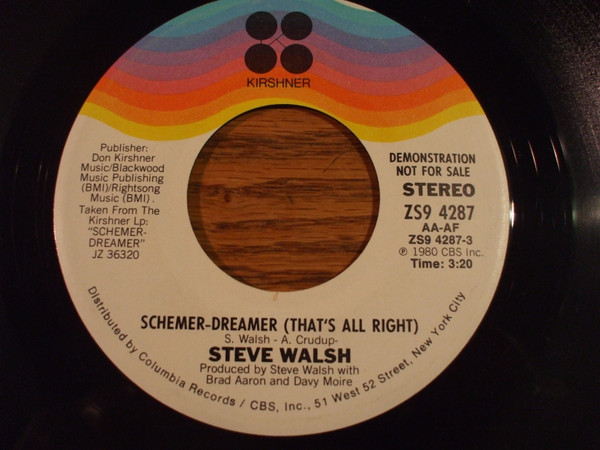 KIRSHNER
Publisher:
Don Kirshner
Music/Blackwood
Music Publishing
(BMI)/Rightsong
Music (BMI).
Taken From The
Kirshner Lp:
"SCHEMER-
DREAMER"
JZ 36320
DEMONSTRATION
NOT FOR SALE
STEREO
ZS9 4287
AA-AF
ZS9 4287-3
℗ 1980 CBS Inc.
Time: 3:20
SCHEMER-DREAMER (THAT'S ALL RIGHT)
S. Walsh - A. Crudup-
STEVE WALSH
Produced by Steve Walsh with
Brad Aaron and Davy Moire
Distributed by Columbia Records / CBS, Inc., 51 West 52 Street, New York City